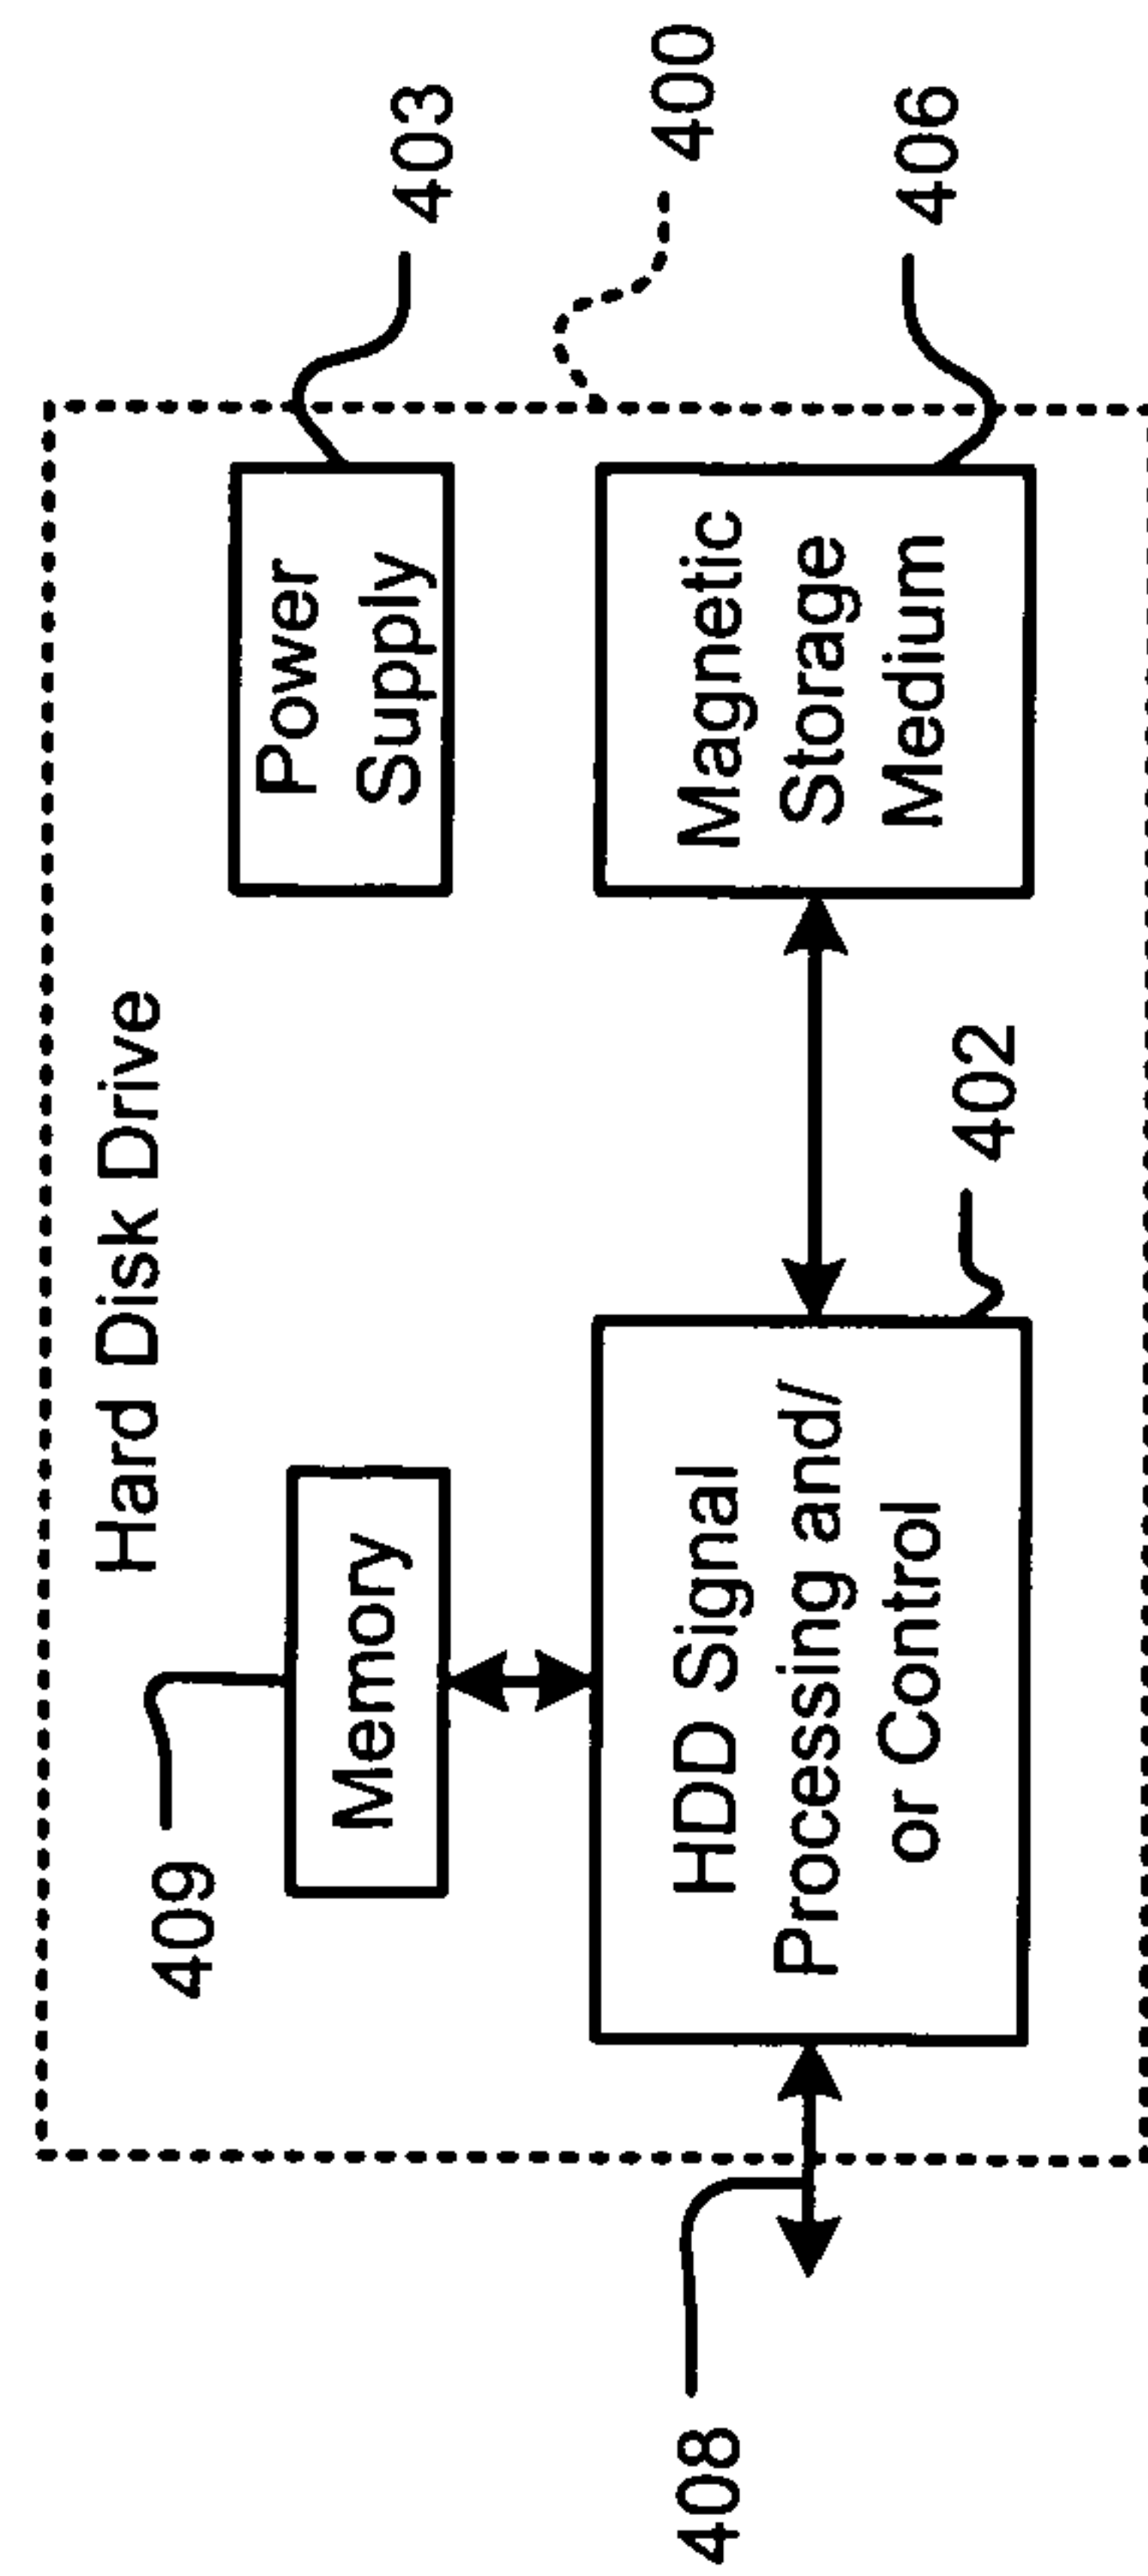 Hard Disk Drive
409
Memory
Power
Supply
403
400
408
HDD Signal
Processing and/
or Control
402
Magnetic
Storage
Medium
406